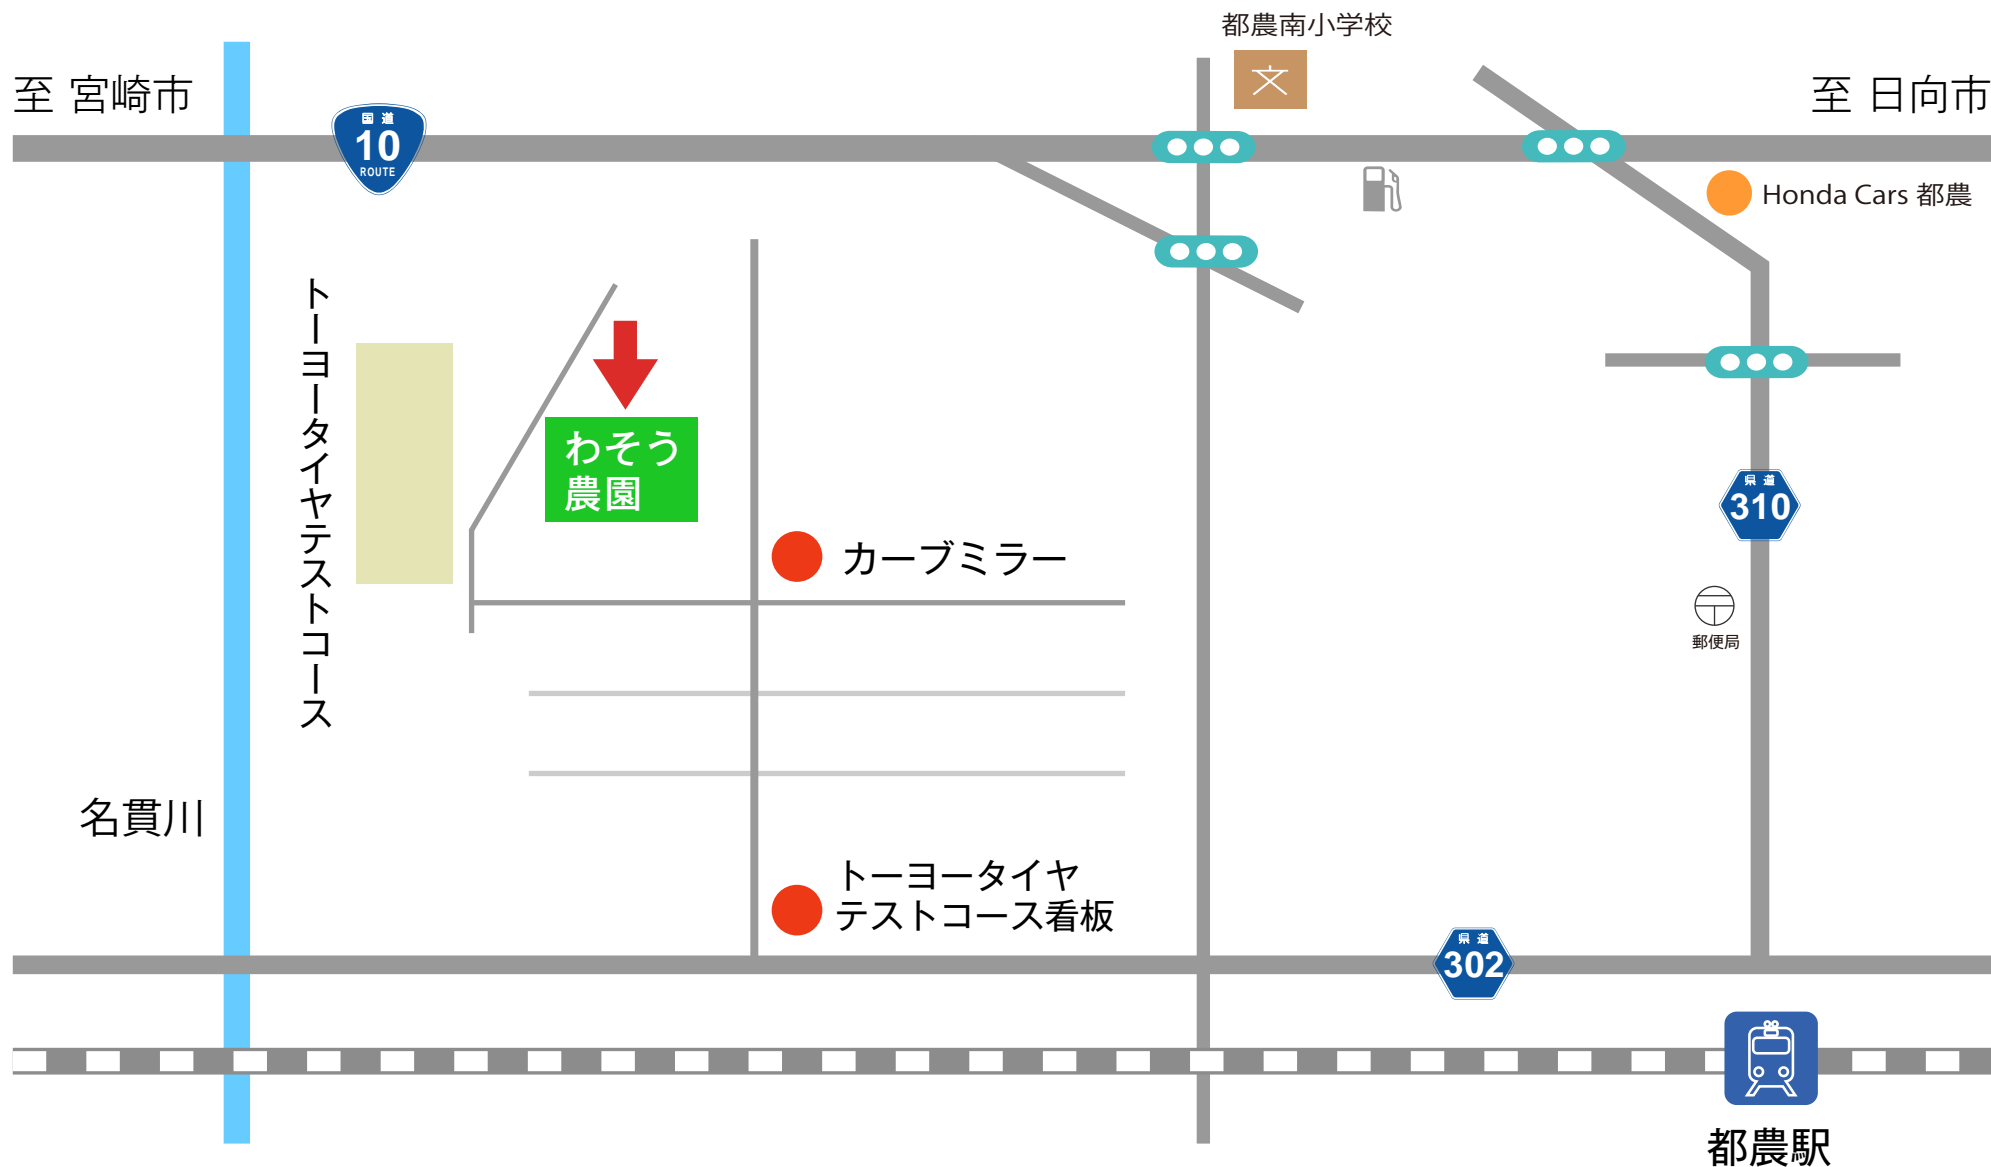 都農南小学校
至 宮崎市
至 日向市
国道
10
ROUTE
文
Honda Cars 都農
トーヨータイヤテストコース
わそう
農園
県道
310
カーブミラー
郵便局
名貫川
トーヨータイヤ
テストコース看板
県道
302
都農駅